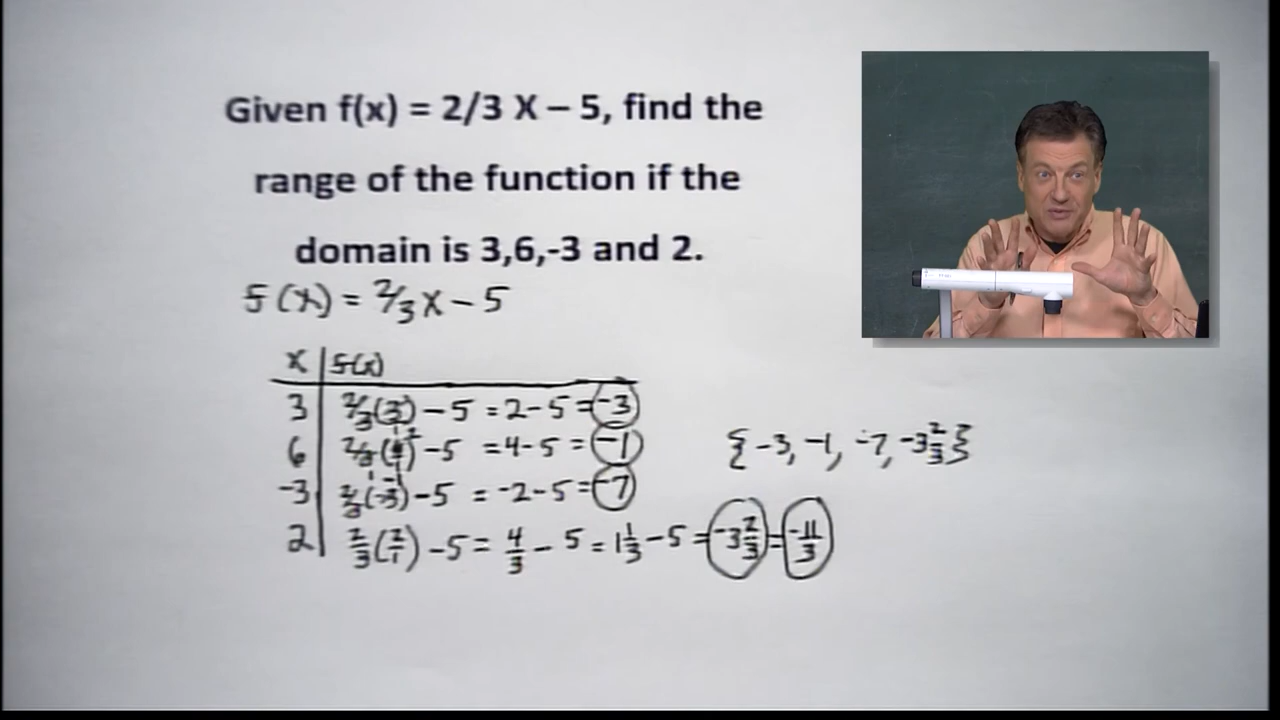 Given f(x) = 2/3 X – 5, find the
range of the function if the
domain is 3,6,-3 and 2.
f(x) = 2/3 x - 5
x f(x)
3 2/3(3) - 5 = 2 - 5 = -3
6 2/3(6) - 5 = 4 - 5 = -1
-3 2/3(-3) - 5 = -2 - 5 = -7
2 2/3(2/1) - 5 = 4/3 - 5 = 1 1/3 - 5 = -3 2/3 = -11/3
{-3, -1, -7, -3 2/3}